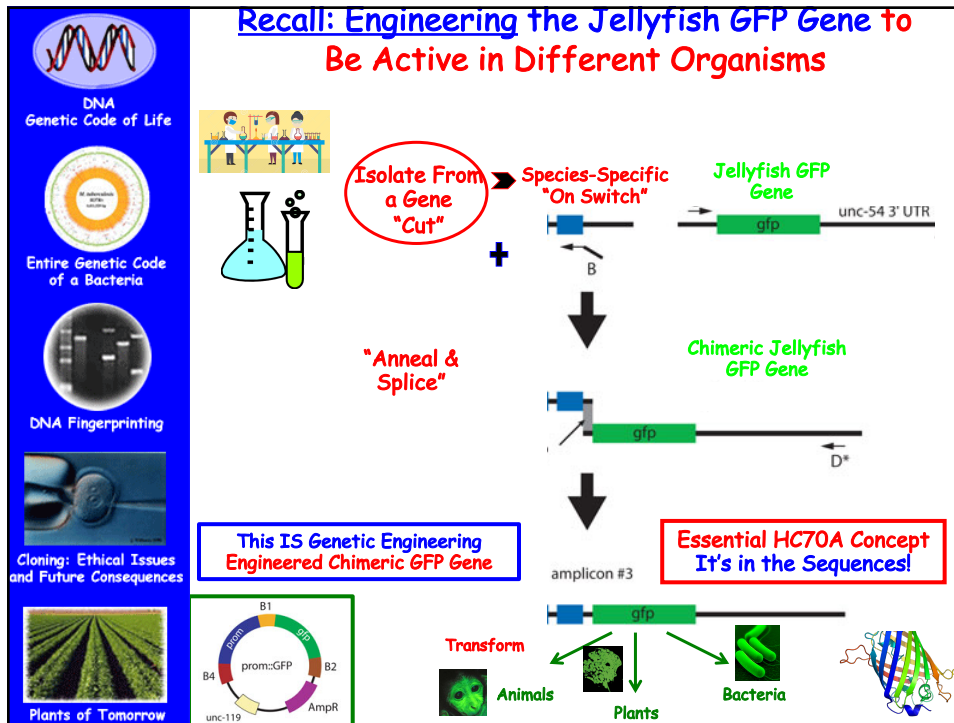 Recall: Engineering the Jellyfish GFP Gene to
Be Active in Different Organisms
DNA
Genetic Code of Life
Entire Genetic Code
of a Bacteria
DNA Fingerprinting
Cloning: Ethical Issues
and Future Consequences
Plants of Tomorrow
Isolate From
a Gene
“Cut”
Species-Specific
“On Switch”
Jellyfish GFP
Gene
unc-54 3' UTR
gfp
+
B
“Anneal &
Splice”
Chimeric Jellyfish
GFP Gene
gfp
D*
This IS Genetic Engineering
Engineered Chimeric GFP Gene
Essential HC70A Concept
It’s in the Sequences!
amplicon #3
gfp
B1
prom
gfp
prom::GFP
B4
B2
AmpR
unc-119
Transform
Animals
Plants
Bacteria